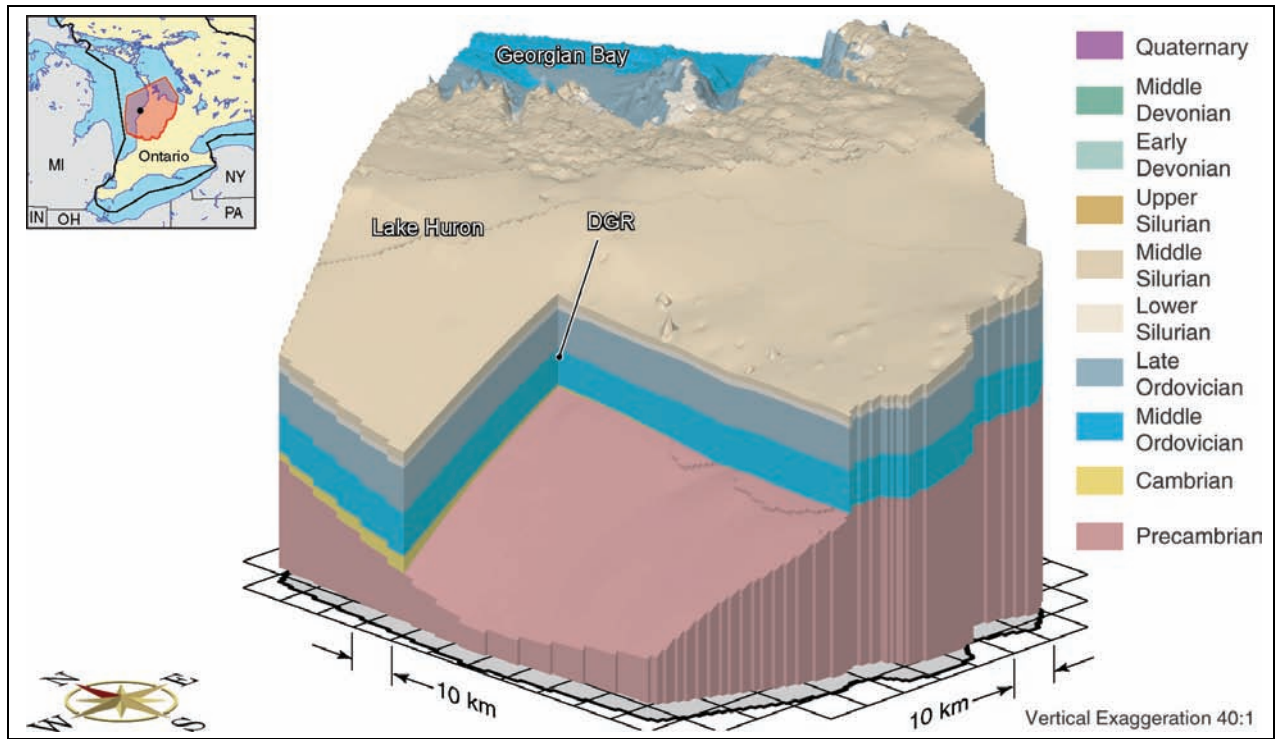 MI
Ontario
NY
IN
OH
PA
Georgian Bay
Lake Huron
DGR
Quaternary
Middle
Devonian
Early
Devonian
Upper
Silurian
Middle
Silurian
Lower
Silurian
Late
Ordovician
Middle
Ordovician
Cambrian
Precambrian
N
E
W
S
10 km
10 km
Vertical Exaggeration 40:1